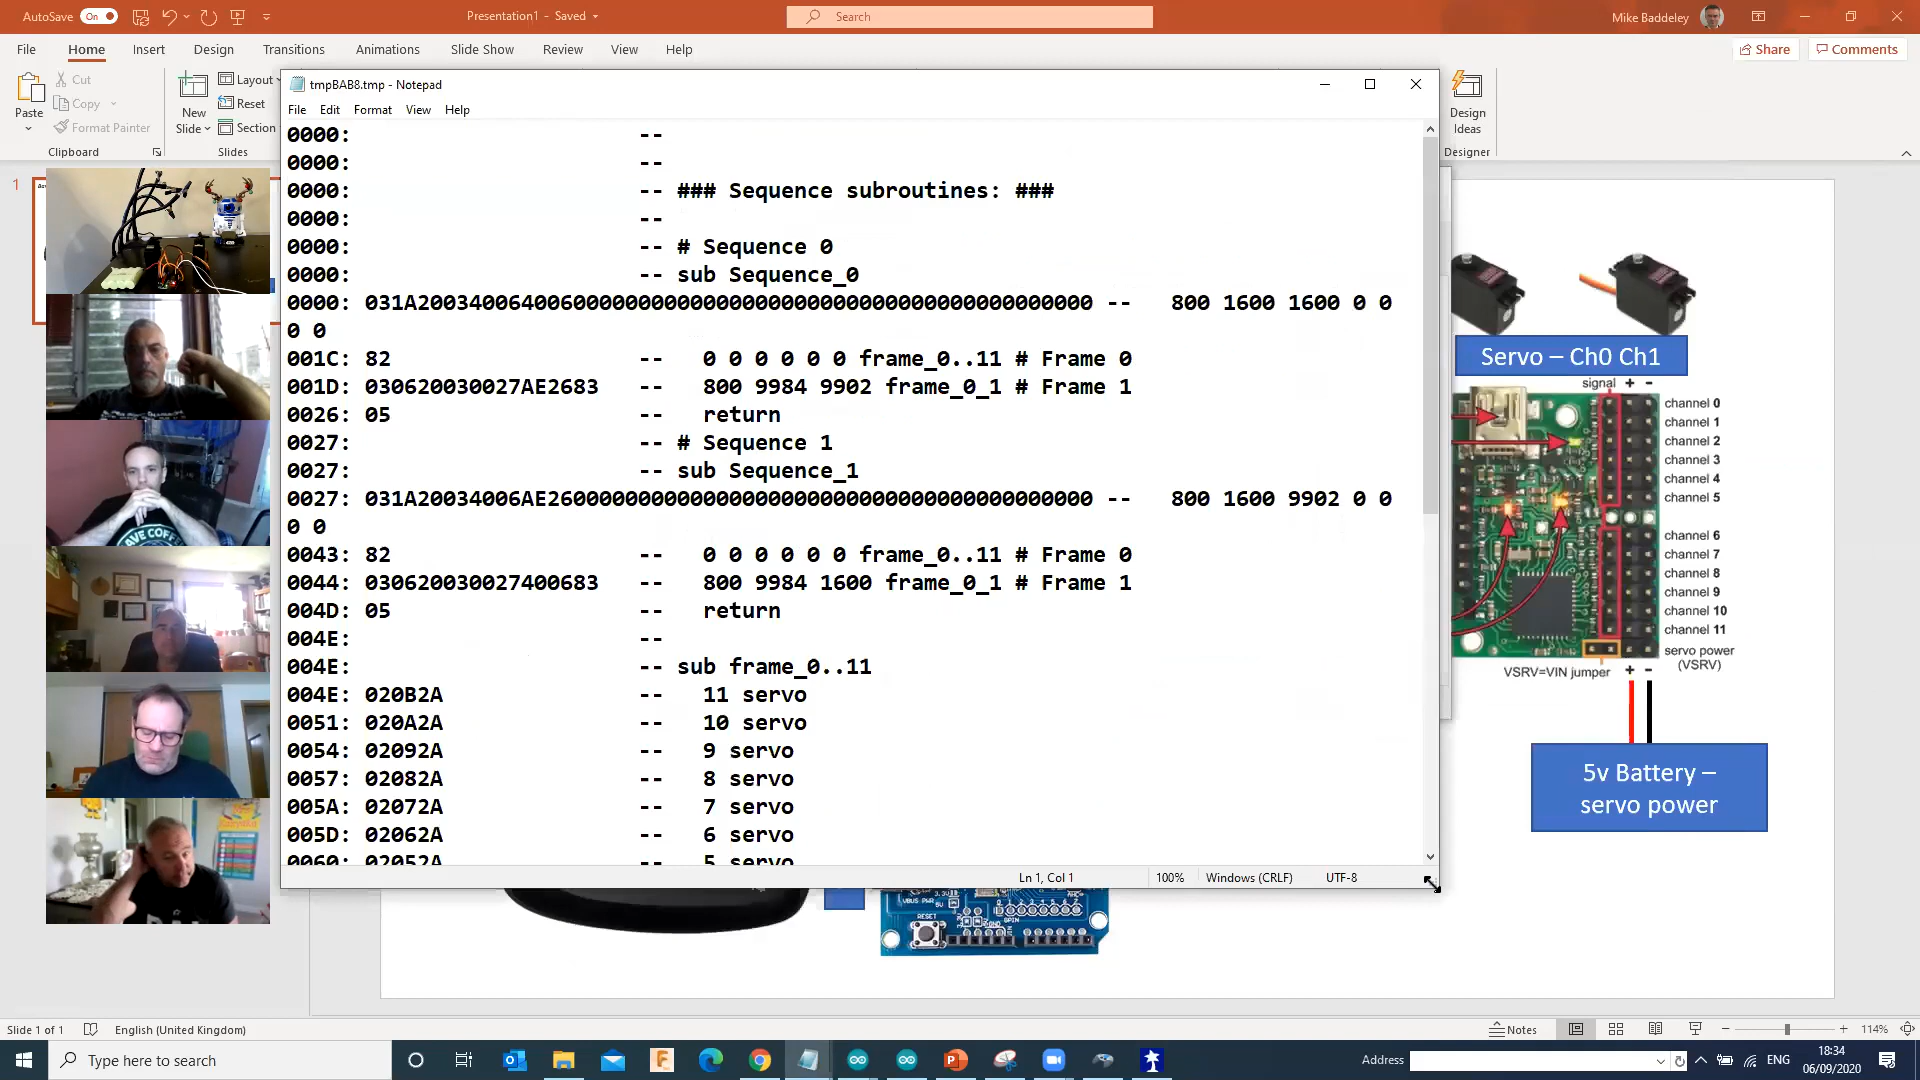 AutoSave On Presentation1 - Saved Search Mike Baddeley
File Home Insert Design Transitions Animations Slide Show Review View Help Share Comments
Paste Cut Copy Format Painter Clipboard
New Slide Layout Reset Section Slides
Design Ideas Designer
tmpBAB8.tmp - Notepad
File Edit Format View Help
0000: --
0000: --
0000: -- ### Sequence subroutines: ###
0000: --
0000: -- # Sequence 0
0000: -- sub Sequence_0
0000: 031A20034006400600000000000000000000000000000000000000000 -- 800 1600 1600 0 0
0 0
001C: 82 -- 0 0 0 0 0 0 frame_0..11 # Frame 0
001D: 030620030027AE2683 -- 800 9984 9902 frame_0_1 # Frame 1
0026: 05 -- return
0027: -- # Sequence 1
0027: -- sub Sequence_1
0027: 031A20034006AE2600000000000000000000000000000000000000000 -- 800 1600 9902 0 0
0 0
0043: 82 -- 0 0 0 0 0 0 frame_0..11 # Frame 0
0044: 030620030027400683 -- 800 9984 1600 frame_0_1 # Frame 1
004D: 05 -- return
004E: --
004E: -- sub frame_0..11
004E: 020B2A -- 11 servo
0051: 020A2A -- 10 servo
0054: 02092A -- 9 servo
0057: 02082A -- 8 servo
005A: 02072A -- 7 servo
005D: 02062A -- 6 servo
0060: 02052A -- 5 servo
Ln 1, Col 1 100% Windows (CRLF) UTF-8
1
Servo – Ch0 Ch1
signal + -
channel 0
channel 1
channel 2
channel 3
channel 4
channel 5
channel 6
channel 7
channel 8
channel 9
channel 10
channel 11
servo power
(VSRV)
VSRV=VIN jumper + -
5v Battery –
servo power
RESET
Slide 1 of 1 English (United Kingdom) Notes 114%
Type here to search Address ENG 18:34
06/09/2020